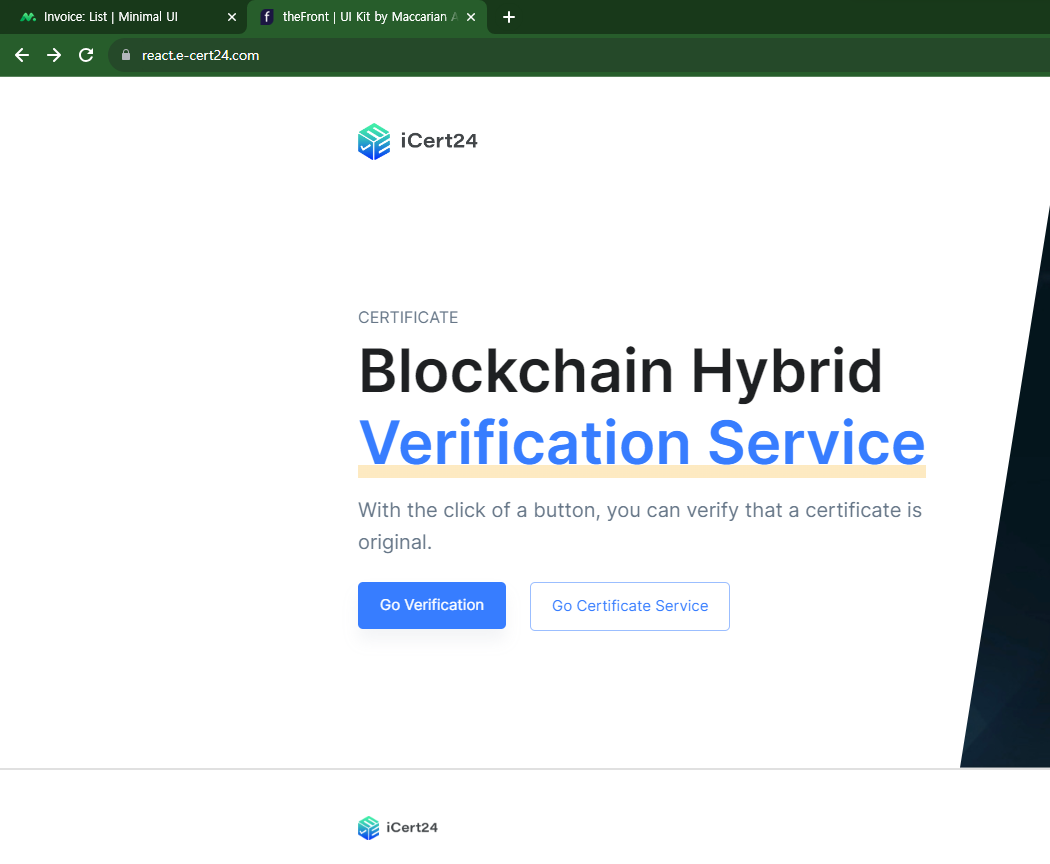 Invoice: List | Minimal UI
theFront | UI Kit by Maccarian A
react.e-cert24.com
iCert24
CERTIFICATE
Blockchain Hybrid
Verification Service
With the click of a button, you can verify that a certificate is
original.
Go Verification
Go Certificate Service
iCert24